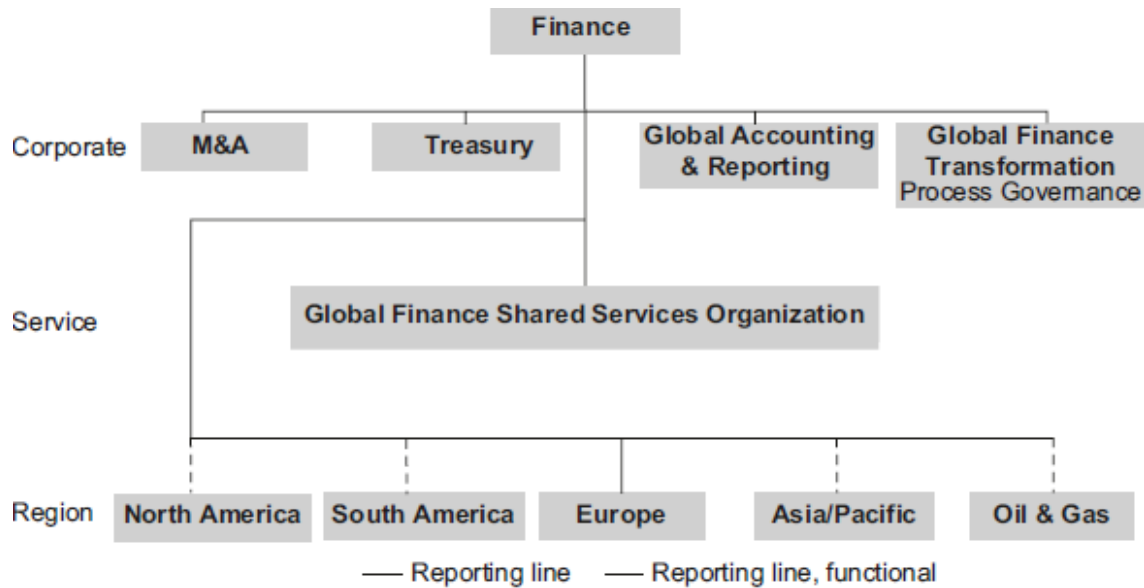 Finance
Corporate
M&A
Treasury
Global Accounting
& Reporting
Global Finance
Transformation
Process Governance
Service
Global Finance Shared Services Organization
Region
North America
South America
Europe
Asia/Pacific
Oil & Gas
Reporting line
Reporting line, functional